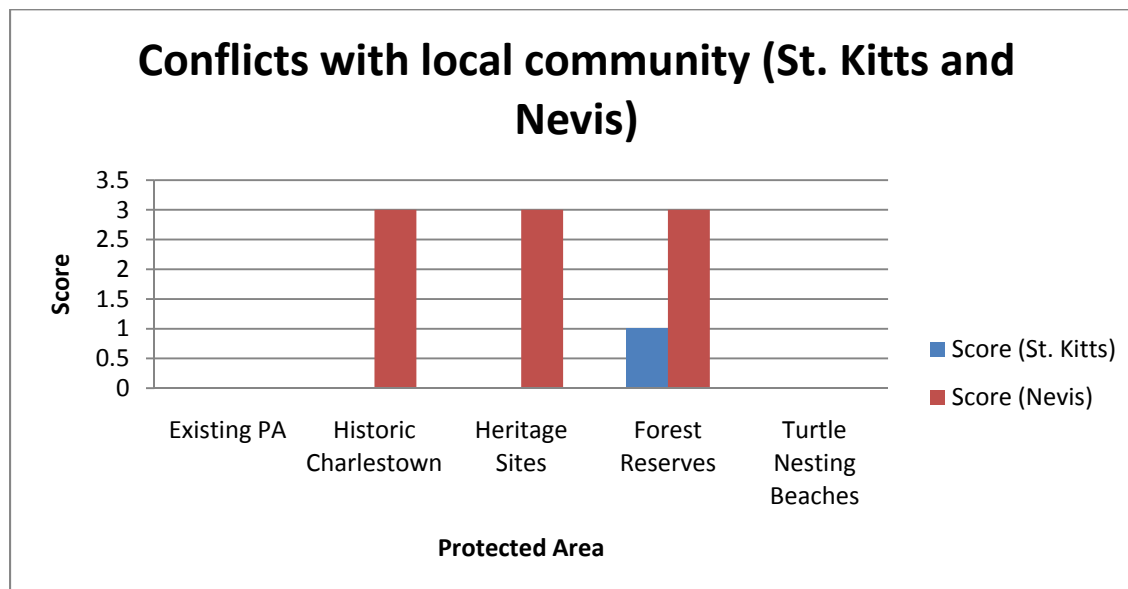 Conflicts with local community (St. Kitts and
Nevis)
3.5
3
2.5
2
1.5
1
0.5
0
Score
Existing PA
Historic
Charlestown
Heritage
Sites
Forest
Reserves
Turtle
Nesting
Beaches
Protected Area
Score (St. Kitts)
Score (Nevis)